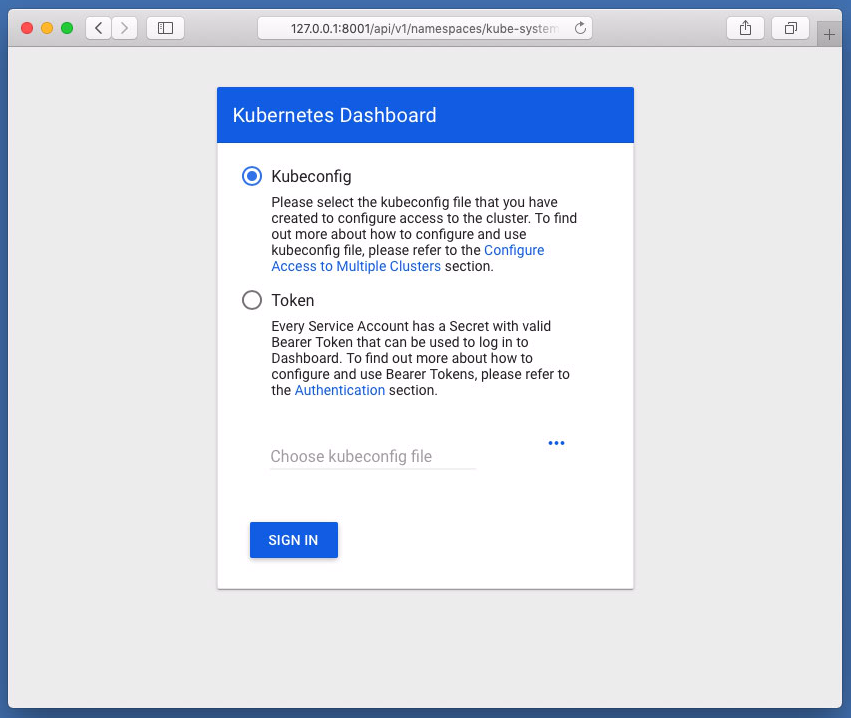 127.0.0.1:8001/api/v1/namespaces/kube-system
Kubernetes Dashboard
Kubeconfig
Please select the kubeconfig file that you have
created to configure access to the cluster. To find
out more about how to configure and use
kubeconfig file, please refer to the Configure
Access to Multiple Clusters section.
Token
Every Service Account has a Secret with valid
Bearer Token that can be used to log in to
Dashboard. To find out more about how to
configure and use Bearer Tokens, please refer to
the Authentication section.
Choose kubeconfig file
SIGN IN